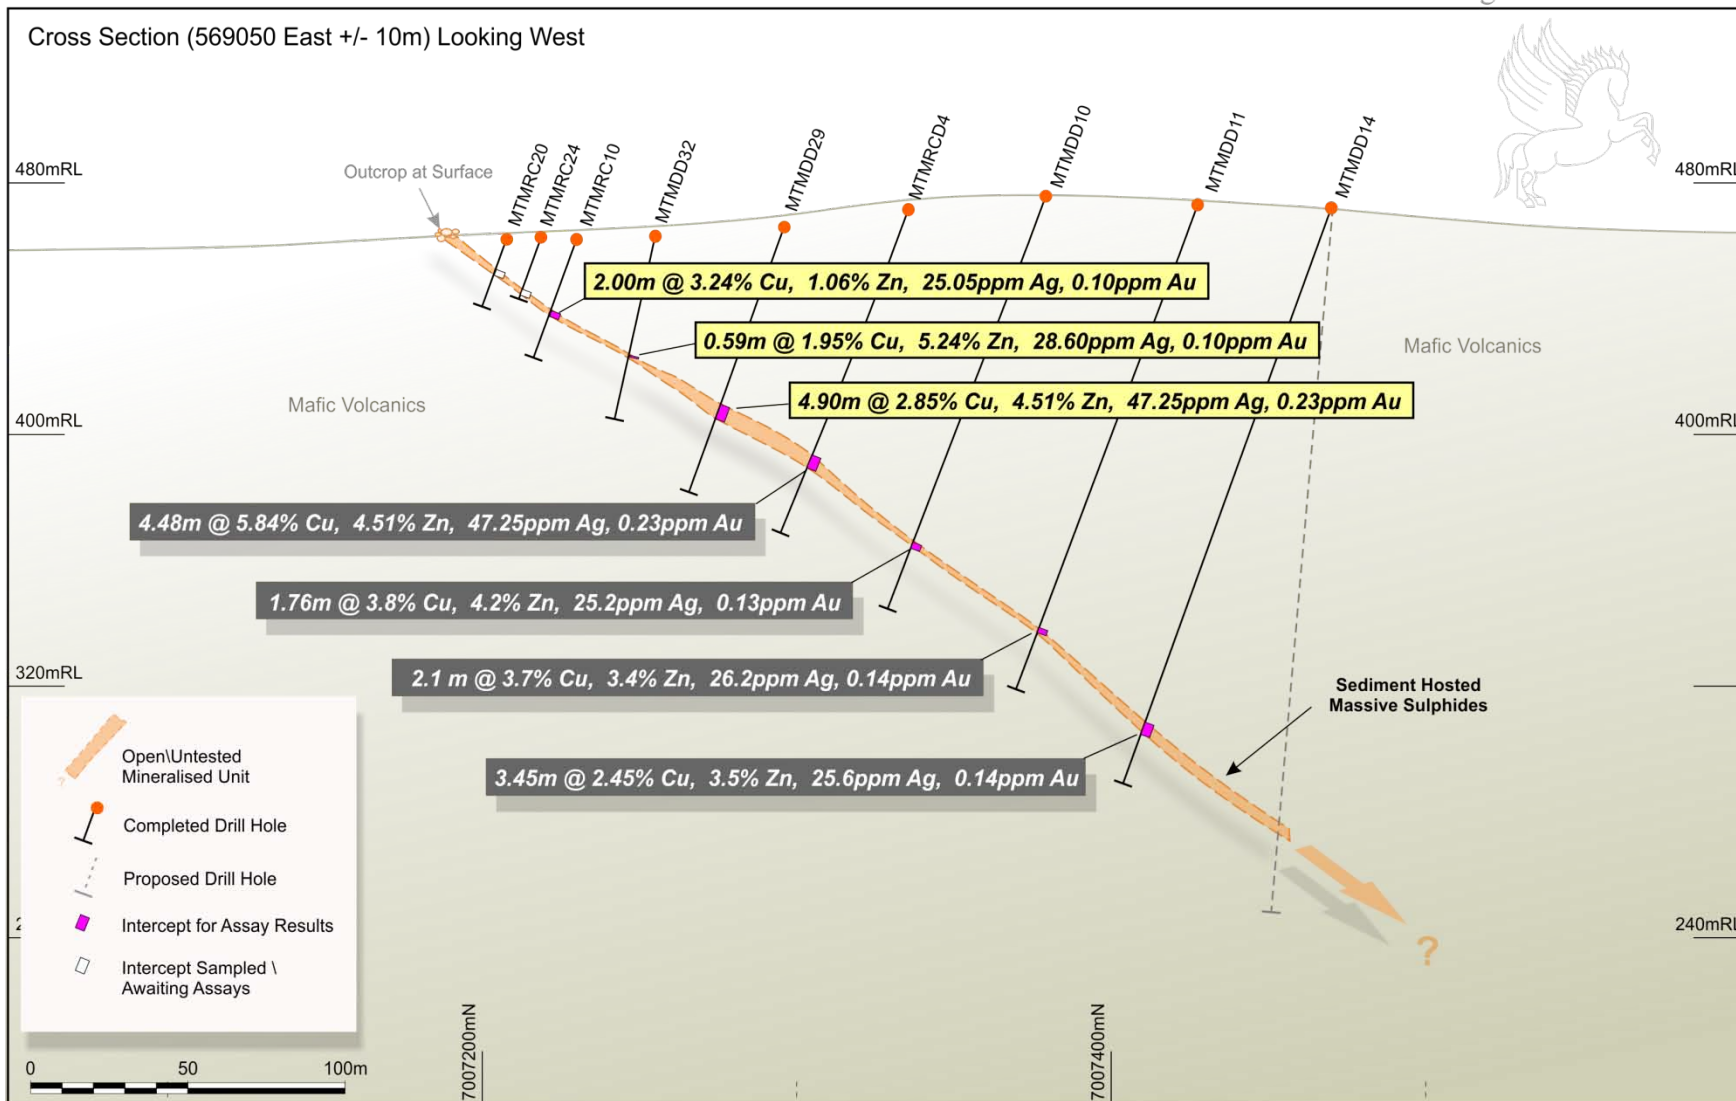 Cross Section (569050 East +/- 10m) Looking West
480mRL
480mRL
Outcrop at Surface
MTMRC20
MTMRC24
MTMRC10
MTMDD32
MTMDD29
MTMRCD4
MTMDD10
MTMDD11
MTMDD14
2.00m @ 3.24% Cu, 1.06% Zn, 25.05ppm Ag, 0.10ppm Au
0.59m @ 1.95% Cu, 5.24% Zn, 28.60ppm Ag, 0.10ppm Au
Mafic Volcanics
4.90m @ 2.85% Cu, 4.51% Zn, 47.25ppm Ag, 0.23ppm Au
Mafic Volcanics
400mRL
400mRL
4.48m @ 5.84% Cu, 4.51% Zn, 47.25ppm Ag, 0.23ppm Au
1.76m @ 3.8% Cu, 4.2% Zn, 25.2ppm Ag, 0.13ppm Au
320mRL
2.1 m @ 3.7% Cu, 3.4% Zn, 26.2ppm Ag, 0.14ppm Au
Sediment Hosted
Massive Sulphides
3.45m @ 2.45% Cu, 3.5% Zn, 25.6ppm Ag, 0.14ppm Au
Open\Untested
Mineralised Unit
?
Completed Drill Hole
Proposed Drill Hole
Intercept for Assay Results
Intercept Sampled \
Awaiting Assays
2
240mRL
?
0 50 100m
7007200mN
7007400mN